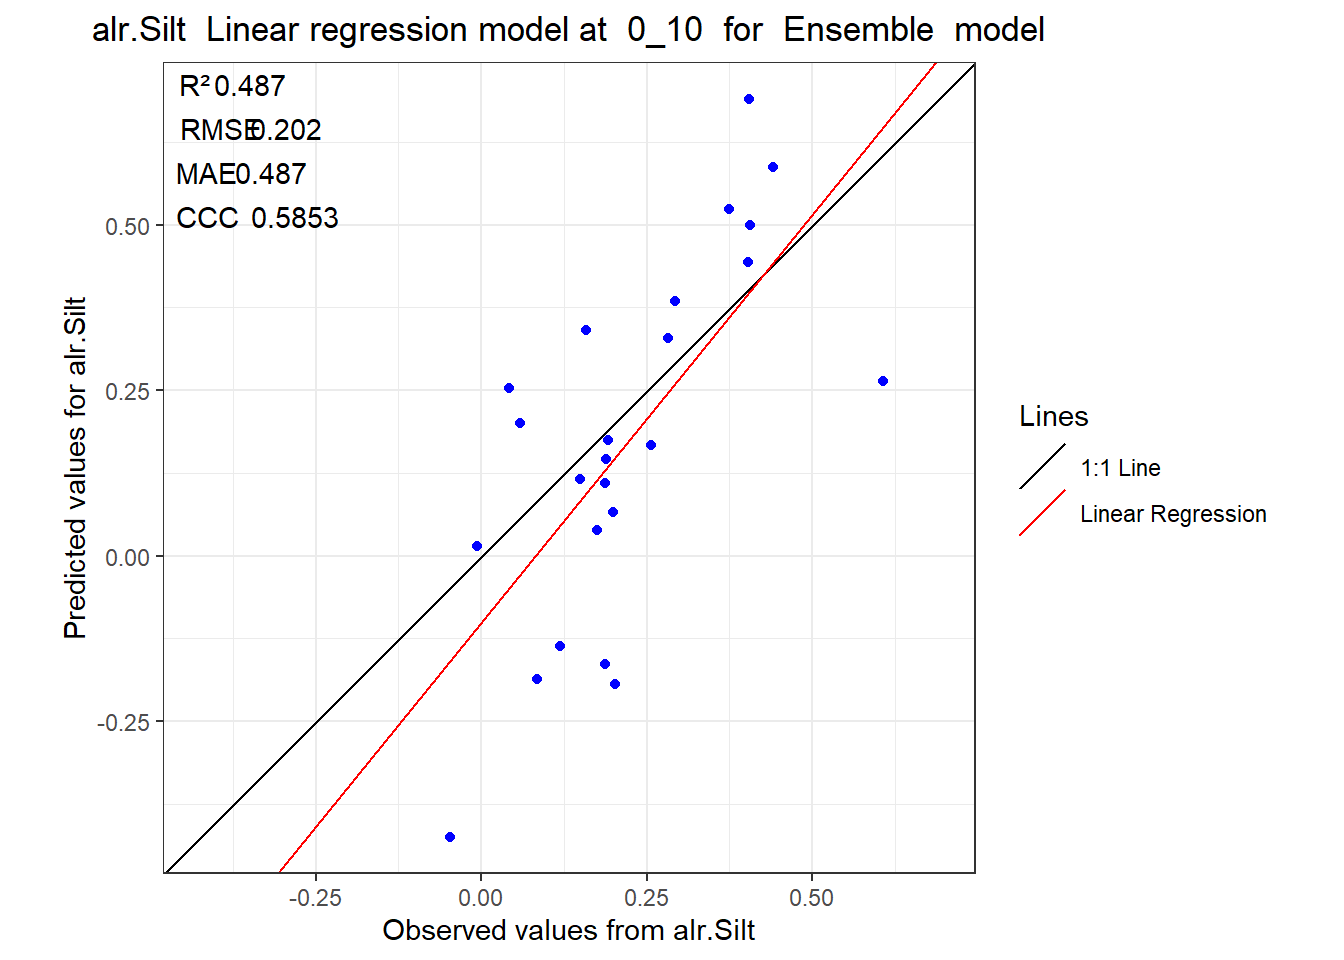 alr.Silt Linear regression model at 0_10 for Ensemble model
R² 0.487
RMSE 0.202
MAE 0.487
CCC 0.5853
0.50
0.25
0.00
-0.25
Predicted values for alr.Silt
-0.25 0.00 0.25 0.50
Observed values from alr.Silt
Lines
1:1 Line
Linear Regression